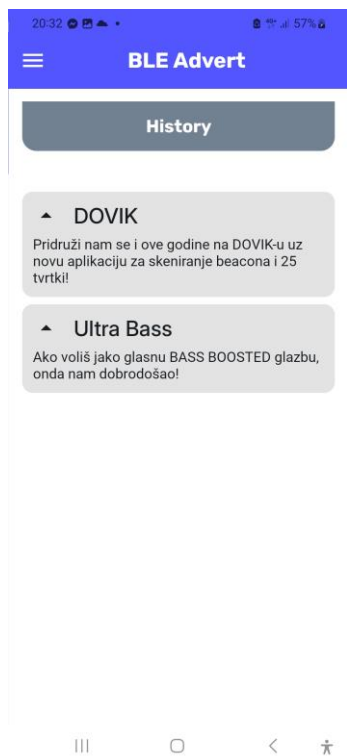 20:32
57%
BLE Advert
History
DOVIK
Pridruži nam se i ove godine na DOVIK-u uz
novu aplikaciju za skeniranje beacona i 25
tvrtki!
Ultra Bass
Ako voliš jako glasnu BASS BOOSTED glazbu,
onda nam dobrodošao!